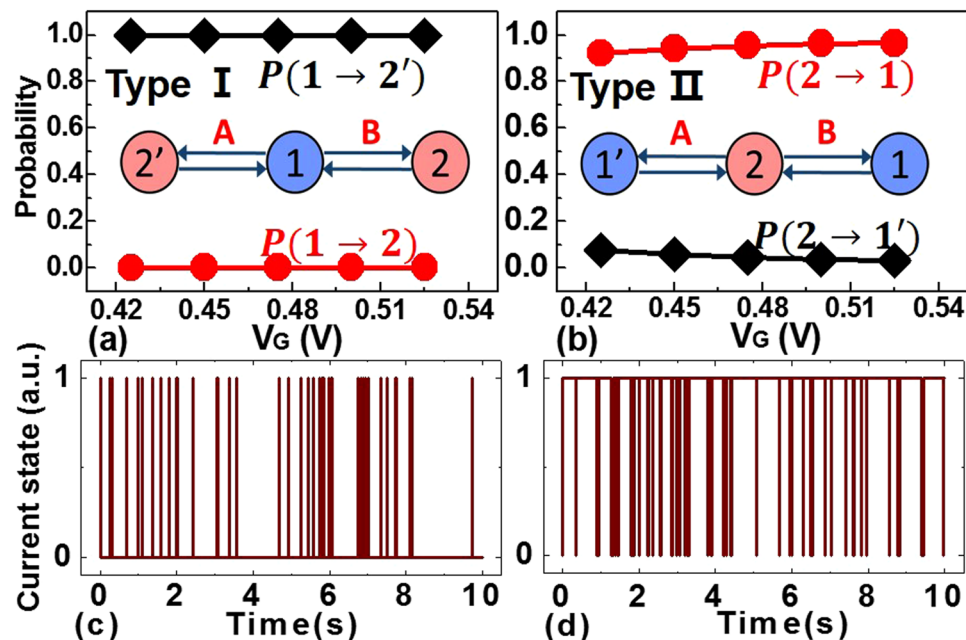 Probability
1.0
0.8
0.6
0.4
0.2
0.0
Type I
P(1 → 2′)
A
B
2′
1
2
P(1 → 2)
0.42
0.45
0.48
0.51
0.54
(a)
VG (V)
1.0
0.8
0.6
0.4
0.2
0.0
P(2 → 1)
Type II
A
B
1′
2
1
P(2 → 1′)
0.42
0.45
0.48
0.51
0.54
(b)
VG (V)
Current state (a.u.)
1
0
0
2
4
6
8
10
(c)
Time(s)
1
0
0
2
4
6
8
10
(d)
Time(s)